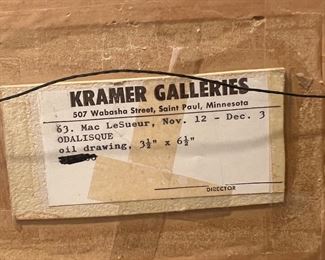 KRAMER GALLERIES
507 Wabasha Street, Saint Paul, Minnesota
63. Mac LeSueur, Nov. 12 - Dec. 3
ODALISQUE
oil drawing, 3½" x 6½"
DIRECTOR